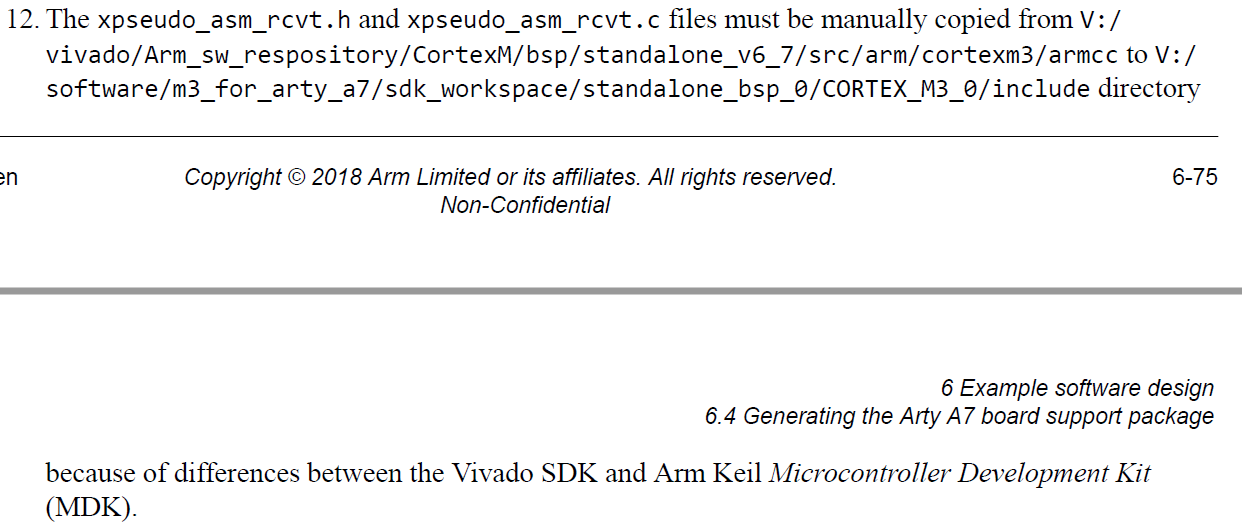 12. The xpseudo_asm_rcvt.h and xpseudo_asm_rcvt.c files must be manually copied from V:/
vivado/Arm_sw_respository/CortexM/bsp/standalone_v6_7/src/arm/cortexm3/armcc to V:/
software/m3_for_arty_a7/sdk_workspace/standalone_bsp_0/CORTEX_M3_0/include directory
en
Copyright © 2018 Arm Limited or its affiliates. All rights reserved.
6-75
Non-Confidential
6 Example software design
6.4 Generating the Arty A7 board support package
because of differences between the Vivado SDK and Arm Keil Microcontroller Development Kit
(MDK).